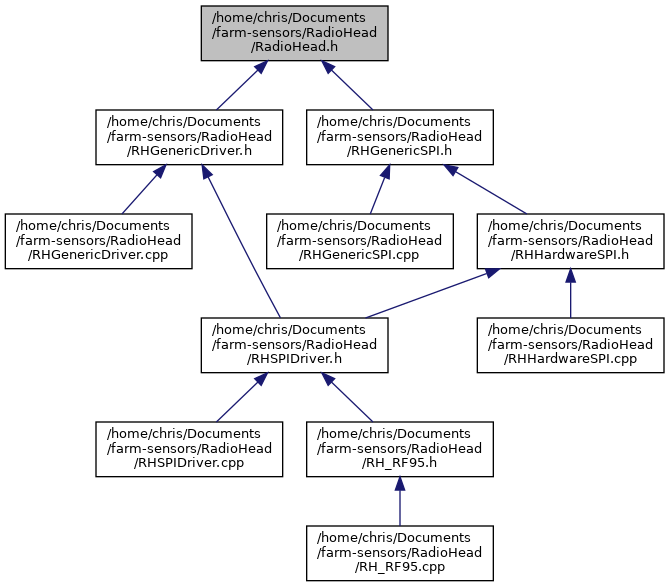 /home/chris/Documents
/farm-sensors/RadioHead
/RadioHead.h
/home/chris/Documents
/farm-sensors/RadioHead
/RHGenericDriver.h
/home/chris/Documents
/farm-sensors/RadioHead
/RHGenericSPI.h
/home/chris/Documents
/farm-sensors/RadioHead
/RHGenericDriver.cpp
/home/chris/Documents
/farm-sensors/RadioHead
/RHGenericSPI.cpp
/home/chris/Documents
/farm-sensors/RadioHead
/RHHardwareSPI.h
/home/chris/Documents
/farm-sensors/RadioHead
/RHSPIDriver.h
/home/chris/Documents
/farm-sensors/RadioHead
/RHHardwareSPI.cpp
/home/chris/Documents
/farm-sensors/RadioHead
/RHSPIDriver.cpp
/home/chris/Documents
/farm-sensors/RadioHead
/RH_RF95.h
/home/chris/Documents
/farm-sensors/RadioHead
/RH_RF95.cpp